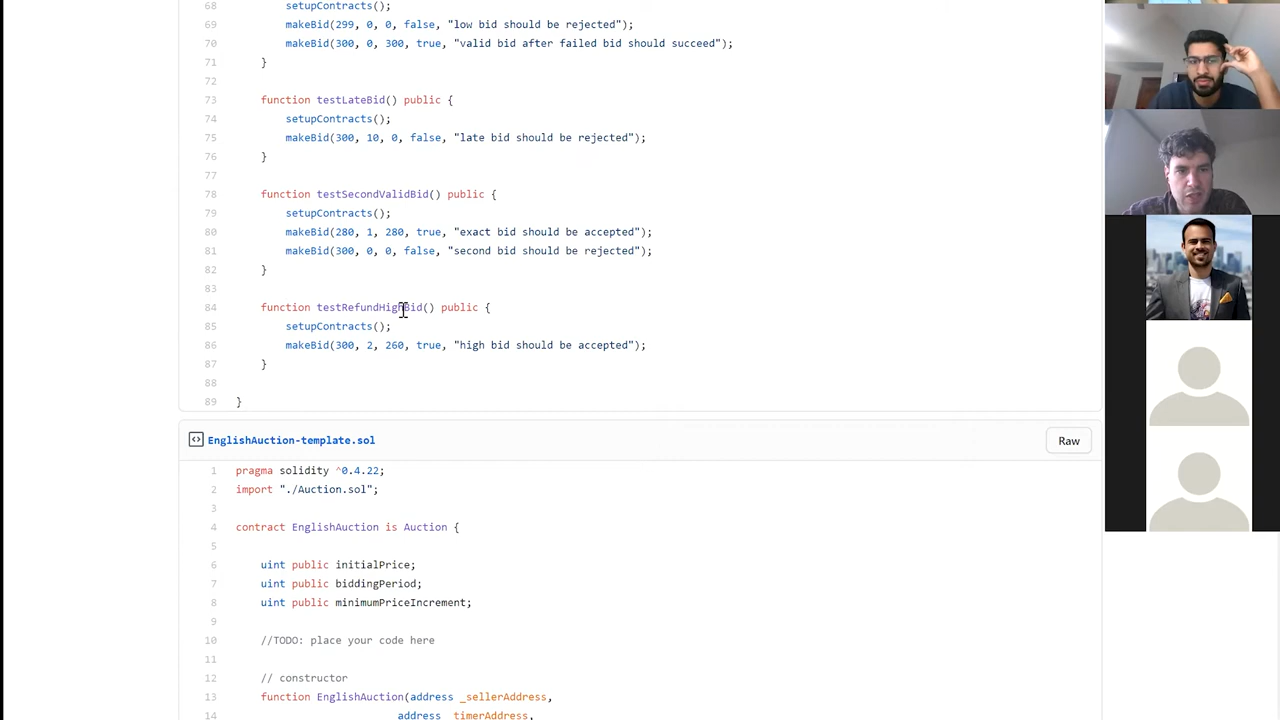 68 setupContracts();
69 makeBid(299, 0, 0, false, "low bid should be rejected");
70 makeBid(300, 0, 300, true, "valid bid after failed bid should succeed");
71 }
72
73 function testLateBid() public {
74 setupContracts();
75 makeBid(300, 10, 0, false, "late bid should be rejected");
76 }
77
78 function testSecondValidBid() public {
79 setupContracts();
80 makeBid(280, 1, 280, true, "exact bid should be accepted");
81 makeBid(300, 0, 0, false, "second bid should be rejected");
82 }
83
84 function testRefundHighBid() public {
85 setupContracts();
86 makeBid(300, 2, 260, true, "high bid should be accepted");
87 }
88
89 }
EnglishAuction-template.sol
Raw
1 pragma solidity ^0.4.22;
2 import "./Auction.sol";
3
4 contract EnglishAuction is Auction {
5
6 uint public initialPrice;
7 uint public biddingPeriod;
8 uint public minimumPriceIncrement;
9
10 //TODO: place your code here
11
12 // constructor
13 function EnglishAuction(address _sellerAddress,
14 address _timerAddress,